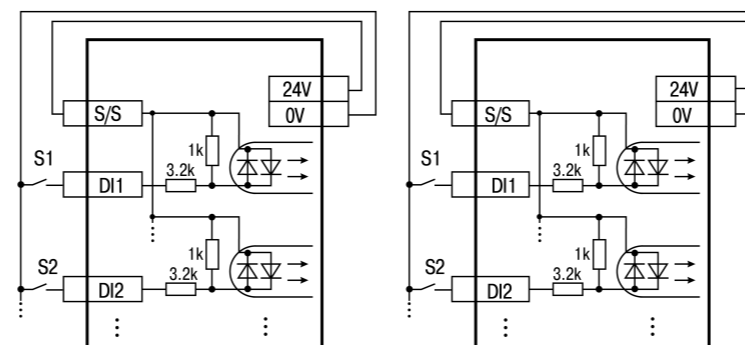 24V
S/S
0V
1k
S1
3.2k
DI1
1k
S2
3.2k
DI2
24V
S/S
0V
1k
S1
3.2k
DI1
1k
S2
3.2k
DI2